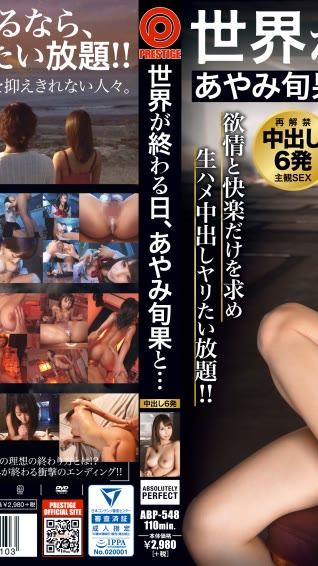 るなら、
たい放題!!
を抑えきれない人々。
の理想の終わり方とは!?
が終わる衝撃のエンディング!!
¥2,980+税
PRESTIGE
OFFICIAL
SITE
DVD
審査済証
成人指定
IPPA
No.020001
PRESTIGE
世界が終わる日、あやみ旬果と…
中出し6発
ABSOLUTELY
PERFECT
ABP-548
110min.
本体価格
¥2,980
[+税]
世界が
あやみ旬果
再解禁
中出し
6発
主観SEX
欲情と快楽だけを求め
生ハメ中出しヤリたい放題!!